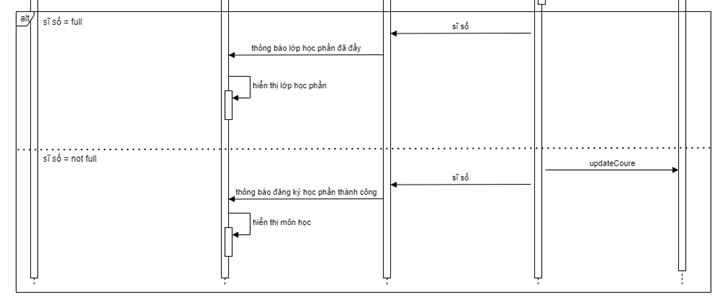 alt
sĩ số = full
sĩ số
thông báo lớp học phần đã đầy
hiển thị lớp học phần
sĩ số = not full
updateCoure
sĩ số
thông báo đăng ký học phần thành công
hiển thị môn học